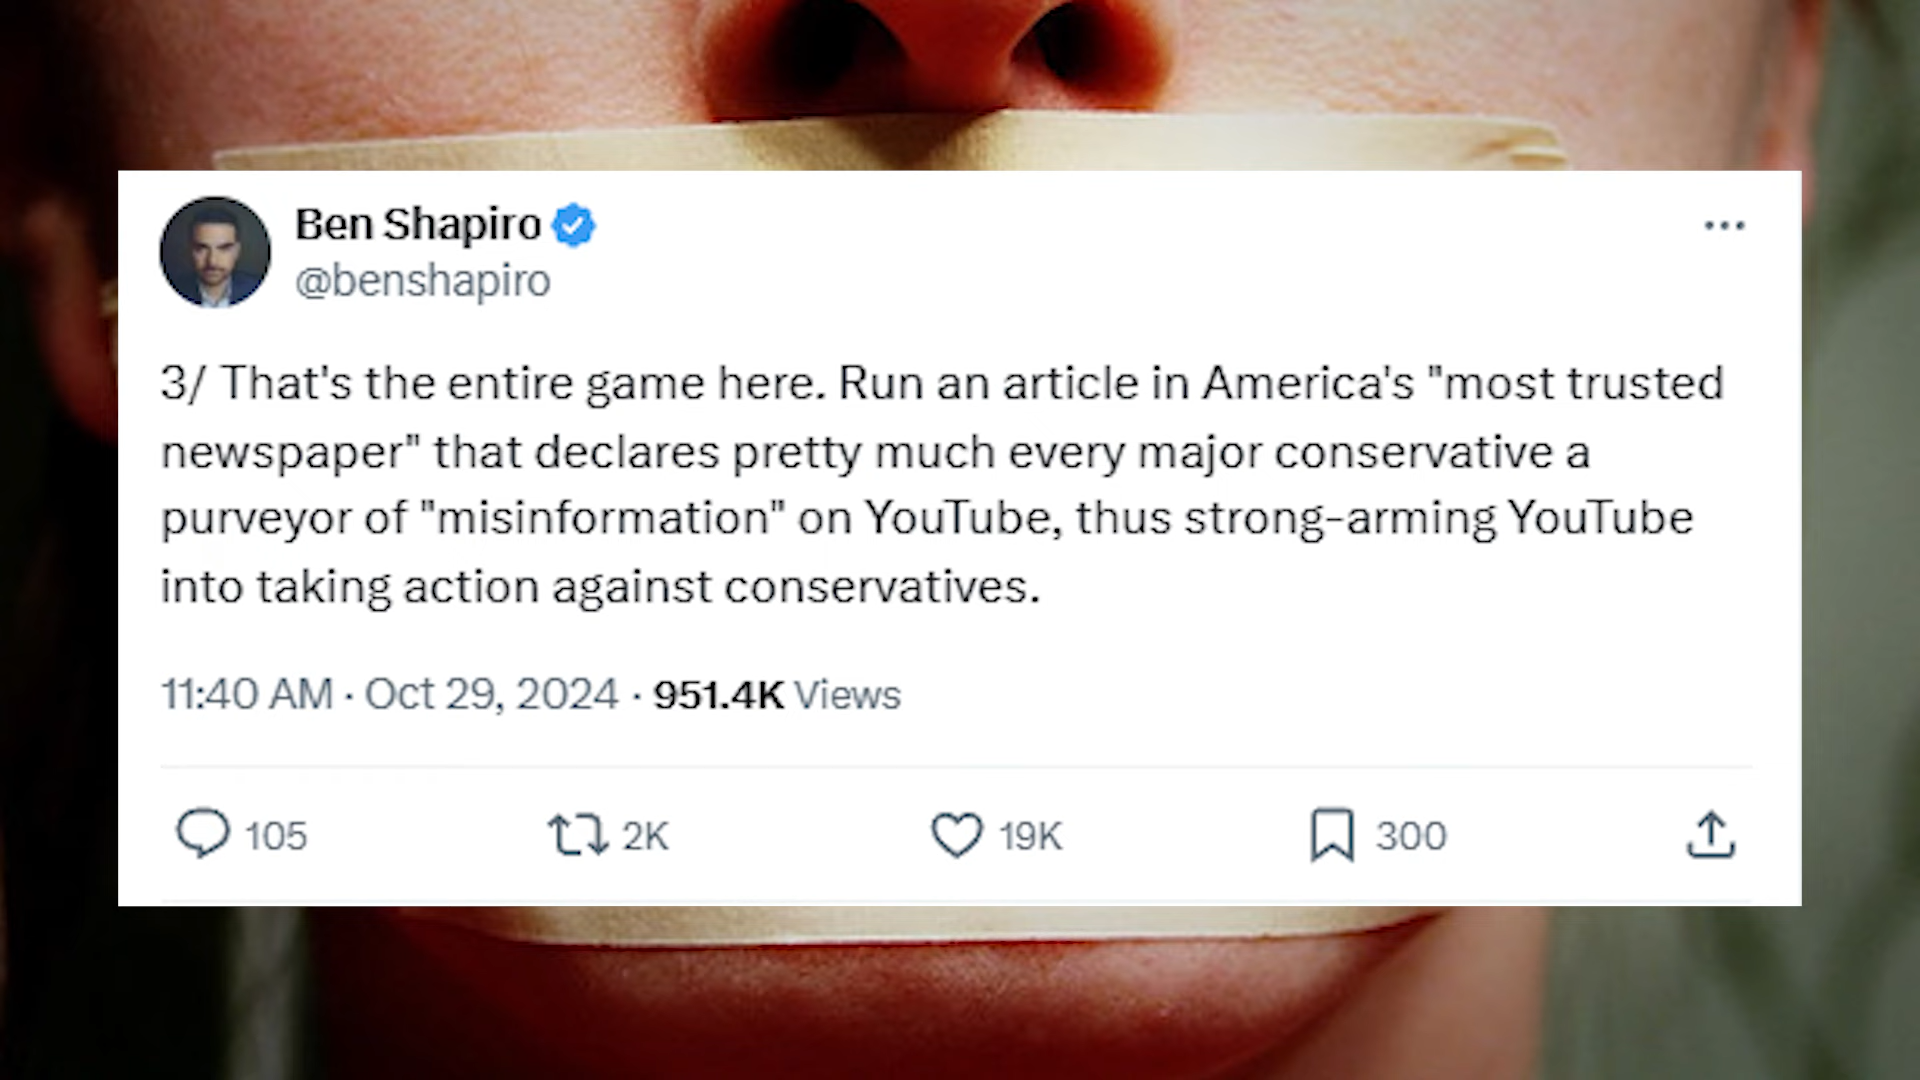 Ben Shapiro
@benshapiro
3/ That's the entire game here. Run an article in America's "most trusted
newspaper" that declares pretty much every major conservative a
purveyor of "misinformation" on YouTube, thus strong-arming YouTube
into taking action against conservatives.
11:40 AM · Oct 29, 2024 · 951.4K Views
105 2K 19K 300